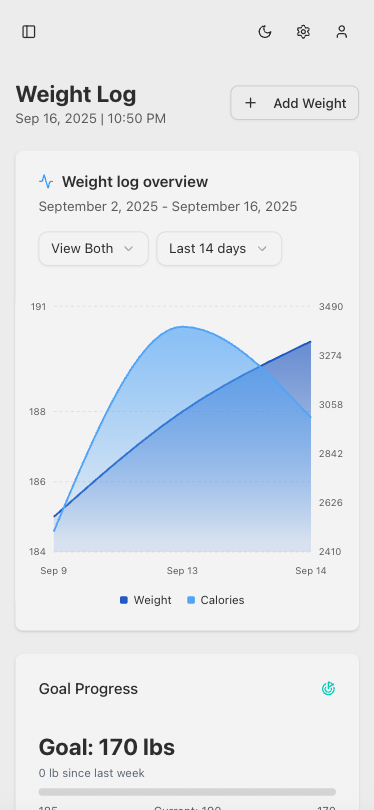 Weight Log
Sep 16, 2025 | 10:50 PM
Add Weight
Weight log overview
September 2, 2025 - September 16, 2025
View Both
Last 14 days
191
188
186
184
3490
3274
3058
2842
2626
2410
Sep 9
Sep 13
Sep 14
Weight
Calories
Goal Progress
Goal: 170 lbs
0 lb since last week